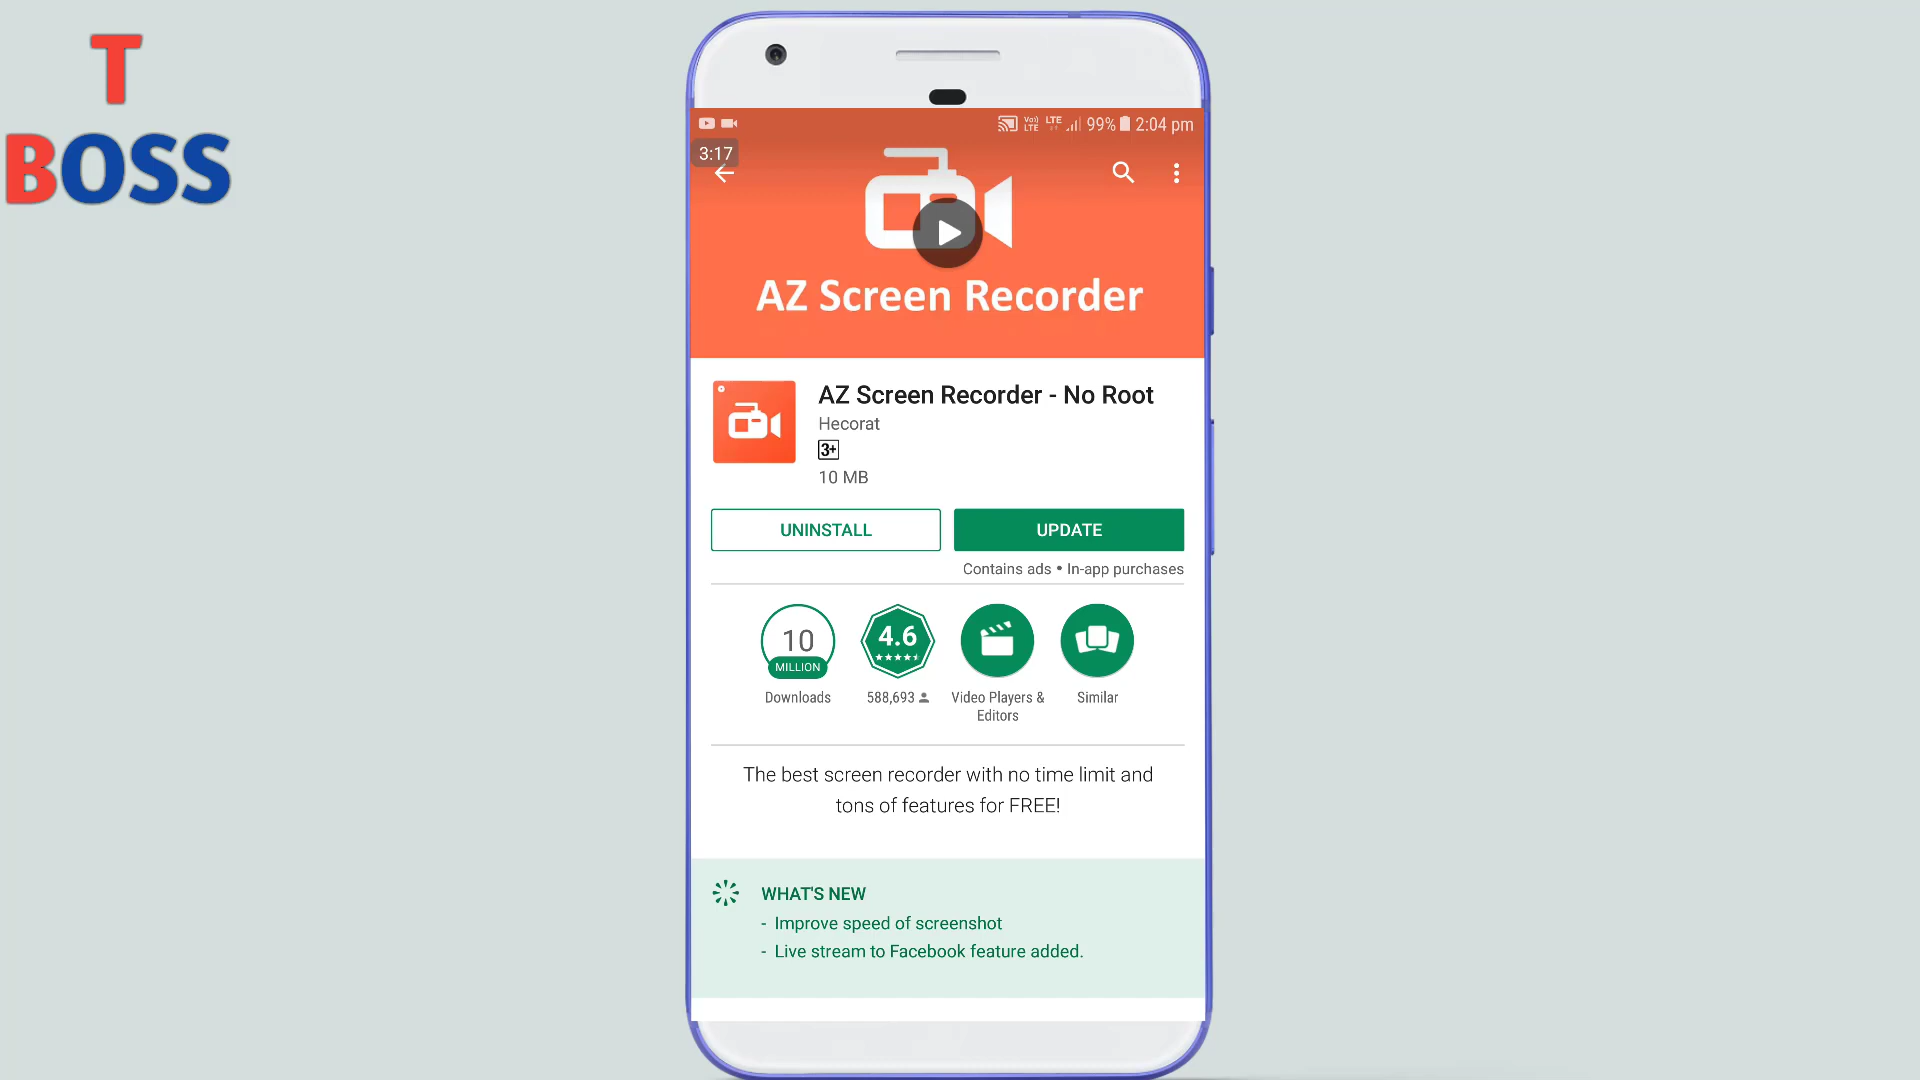 T
BOSS
Vo)) LTE LTE 99% 2:04 pm
3:17
AZ Screen Recorder
AZ Screen Recorder - No Root
Hecorat
3+
10 MB
UNINSTALL
UPDATE
Contains ads • In-app purchases
10
MILLION
4.6
Downloads
588,693
Video Players &
Editors
Similar
The best screen recorder with no time limit and
tons of features for FREE!
WHAT'S NEW
- Improve speed of screenshot
- Live stream to Facebook feature added.